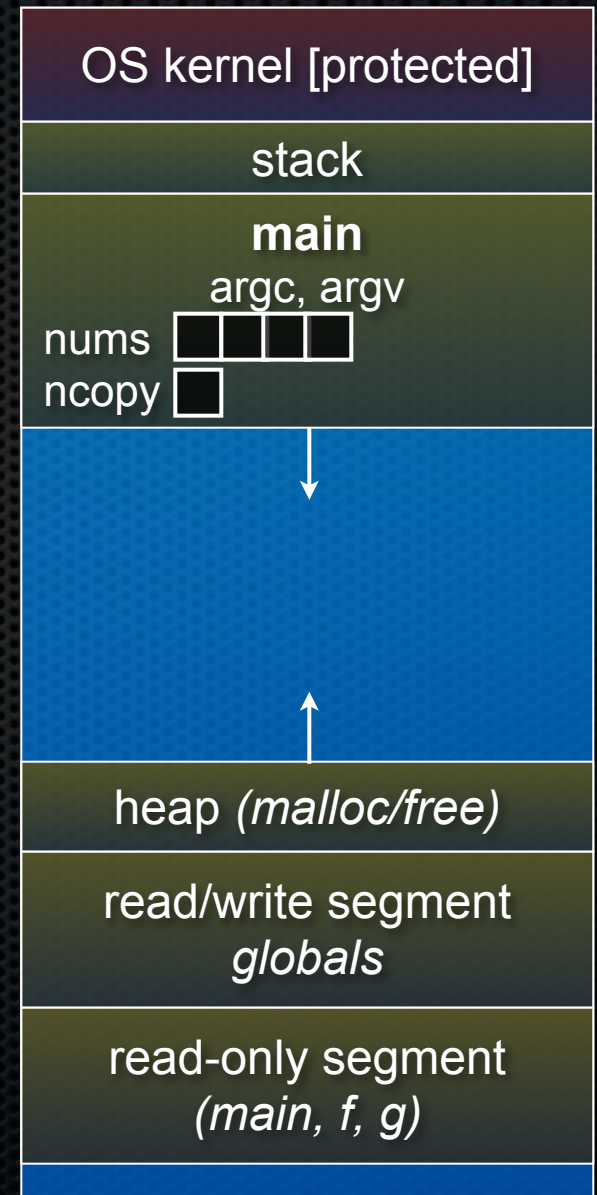 OS kernel [protected]
stack
main
argc, argv
nums
ncopy
heap (malloc/free)
read/write segment
globals
read-only segment
(main, f, g)